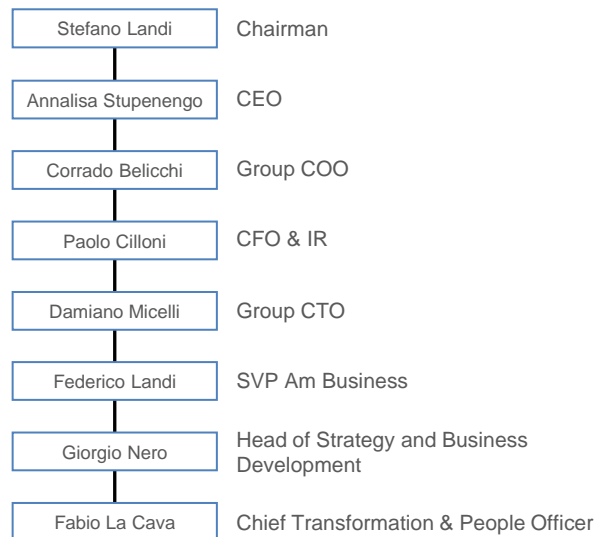 Stefano Landi Chairman
Annalisa Stupenengo CEO
Corrado Belicchi Group COO
Paolo Cilloni CFO & IR
Damiano Micelli Group CTO
Federico Landi SVP Am Business
Giorgio Nero Head of Strategy and Business
Development
Fabio La Cava Chief Transformation & People Officer